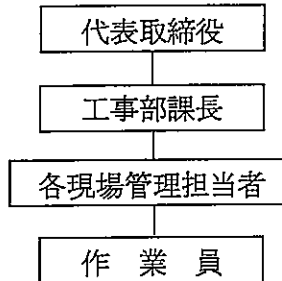 代表取締役
工事部課長
各現場管理担当者
作　業　員